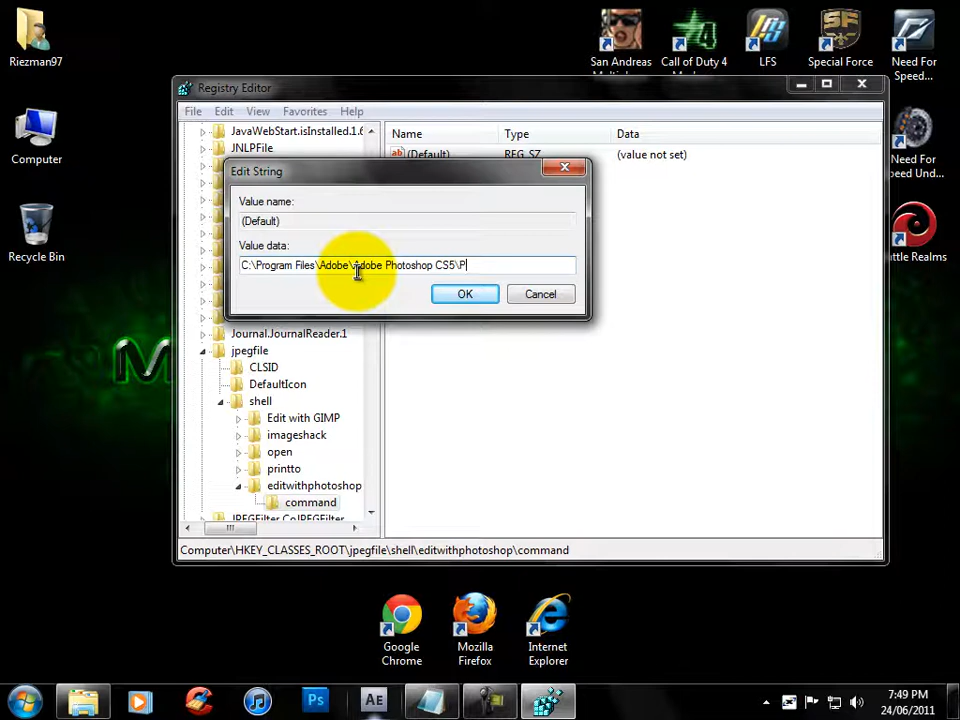 Riezman97
Computer
Recycle Bin
San Andreas
Call of Duty 4
LFS
Special Force
Need For
Speed...
Need For
ttle Realms
Registry Editor
File Edit View Favorites Help
JavaWebStart.isInstalled.1.6
JNLPFile
Name Type Data
(Default) REG_SZ (value not set)
Edit String
Value name:
(Default)
Value data:
C:\Program Files\Adobe\Adobe Photoshop CS5\P
OK Cancel
Journal.JournalReader.1
jpegfile
CLSID
DefaultIcon
shell
Edit with GIMP
imageshack
open
printto
editwithphotoshop
command
Computer\HKEY_CLASSES_ROOT\jpegfile\shell\editwithphotoshop\command
Google
Chrome
Mozilla
Firefox
Internet
Explorer
Ps
Ae
7:49 PM
24/06/2011